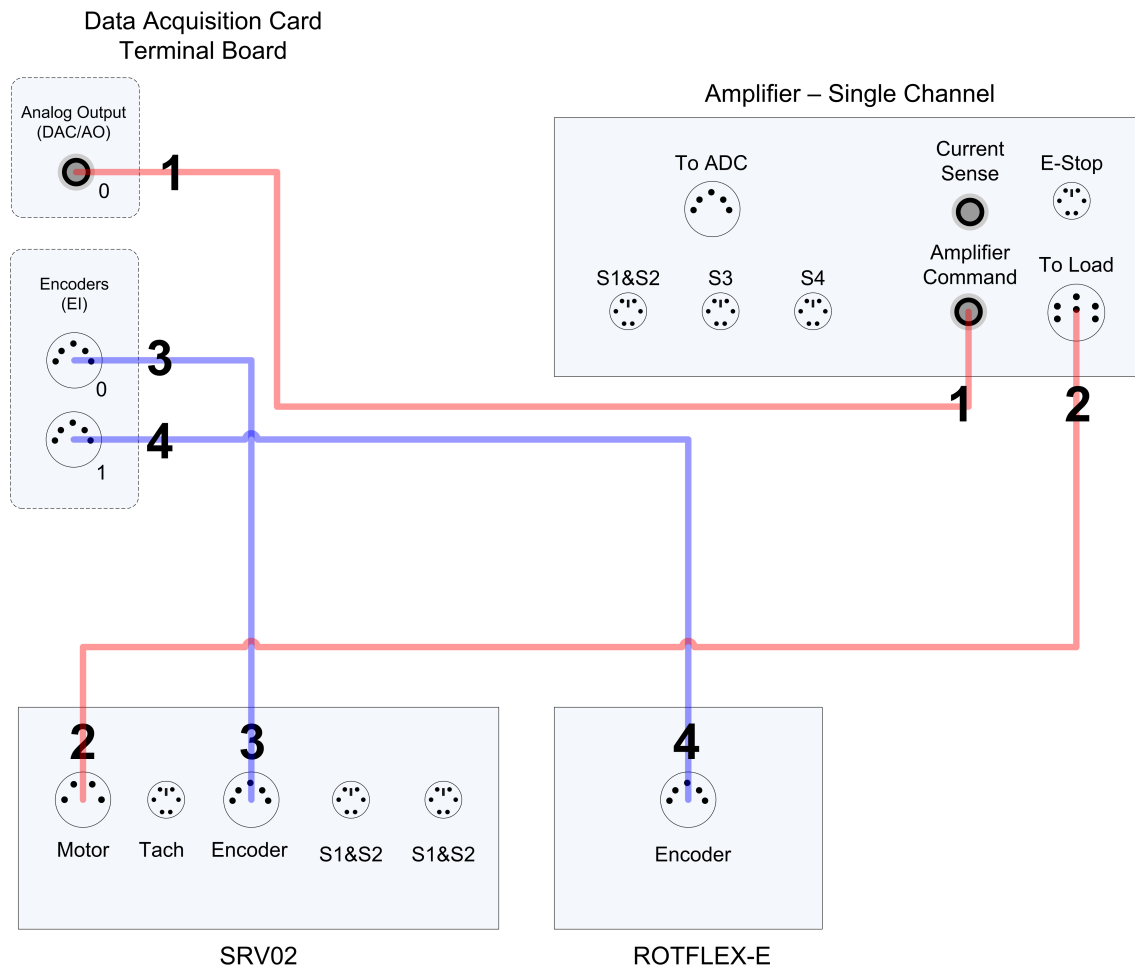 Data Acquisition Card
Terminal Board
Analog Output
(DAC/AO)
0
1
Encoders
(EI)
0
3
1
4
Amplifier – Single Channel
To ADC
Current
Sense
E-Stop
S1&S2
S3
S4
Amplifier
Command
To Load
1
2
2
3
Motor
Tach
Encoder
S1&S2
S1&S2
SRV02
4
Encoder
ROTFLEX-E